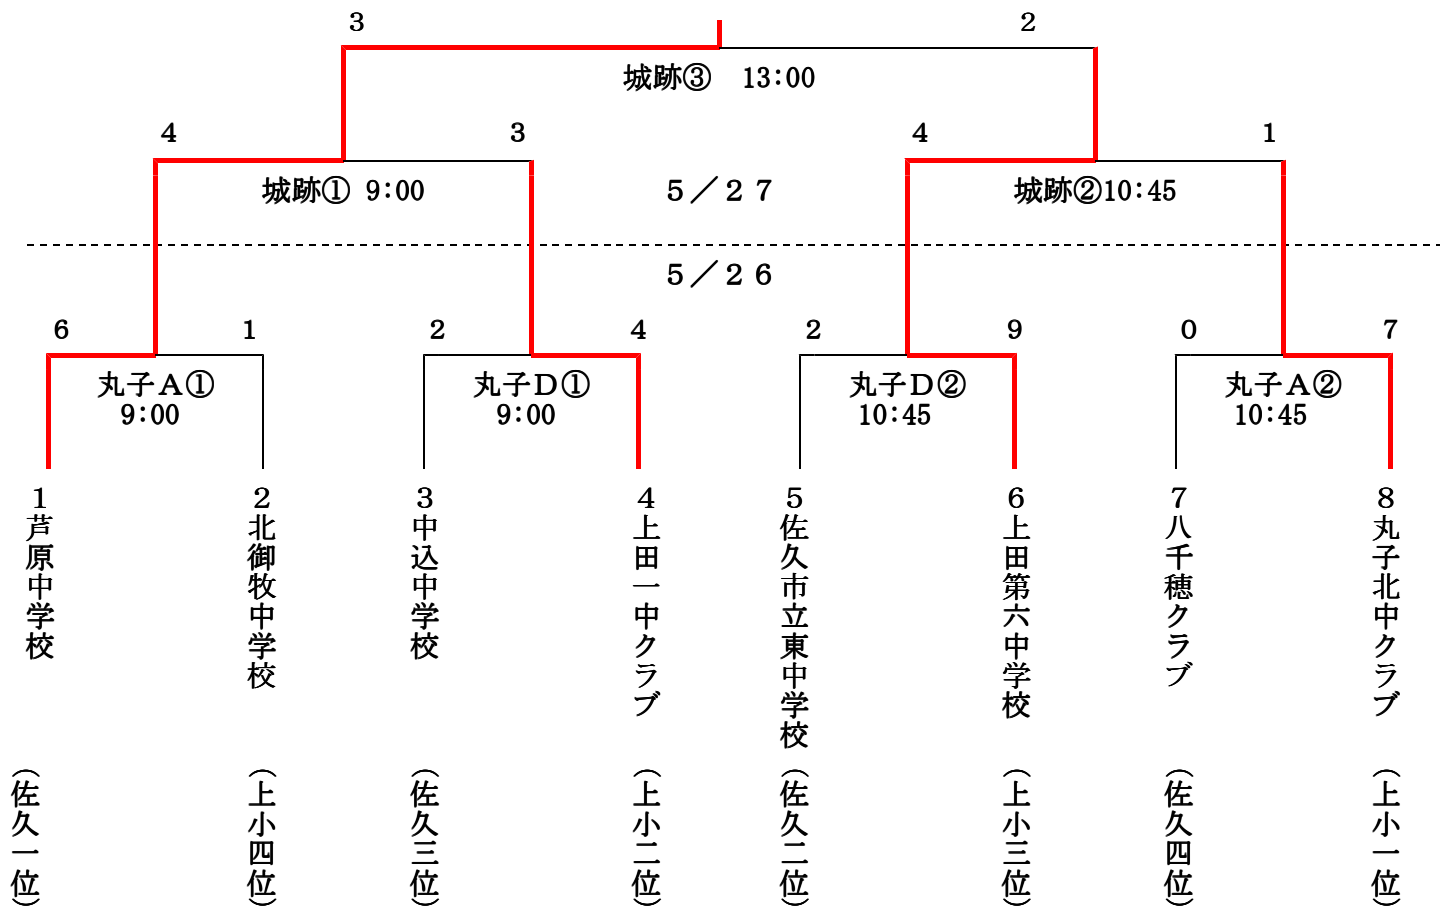 ３ ２
城跡③　13：00
４ ３ ４ １
城跡① 9：00 ５／２７ 城跡②10：45
５／２６
６ １ ２ ４ ２ ９ ０ ７
丸子Ａ① 丸子Ｄ① 丸子Ｄ② 丸子Ａ②
9：00 9：00 10：45 10：45
１芦原中学校（佐久一位）
２北御牧中学校（上小四位）
３中込中学校（佐久三位）
４上田一中クラブ（上小二位）
５佐久市立東中学校（佐久二位）
６上田第六中学校（上小三位）
７八千穂クラブ（佐久四位）
８丸子北中クラブ（上小一位）